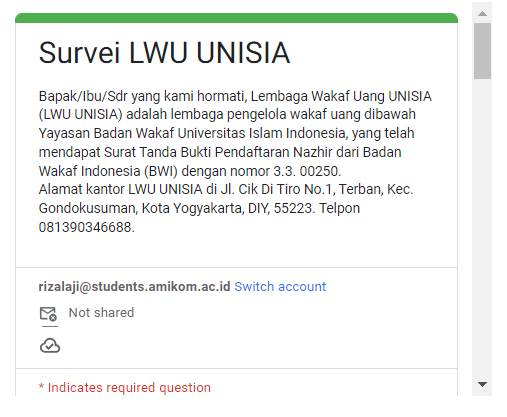 Survei LWU UNISIA
Bapak/Ibu/Sdr yang kami hormati, Lembaga Wakaf Uang UNISIA
(LWU UNISIA) adalah lembaga pengelola wakaf uang dibawah
Yayasan Badan Wakaf Universitas Islam Indonesia, yang telah
mendapat Surat Tanda Bukti Pendaftaran Nazhir dari Badan
Wakaf Indonesia (BWI) dengan nomor 3.3. 00250.
Alamat kantor LWU UNISIA di Jl. Cik Di Tiro No.1, Terban, Kec.
Gondokusuman, Kota Yogyakarta, DIY, 55223. Telpon
081390346688.
rizalaji@students.amikom.ac.id Switch account
Not shared
* Indicates required question